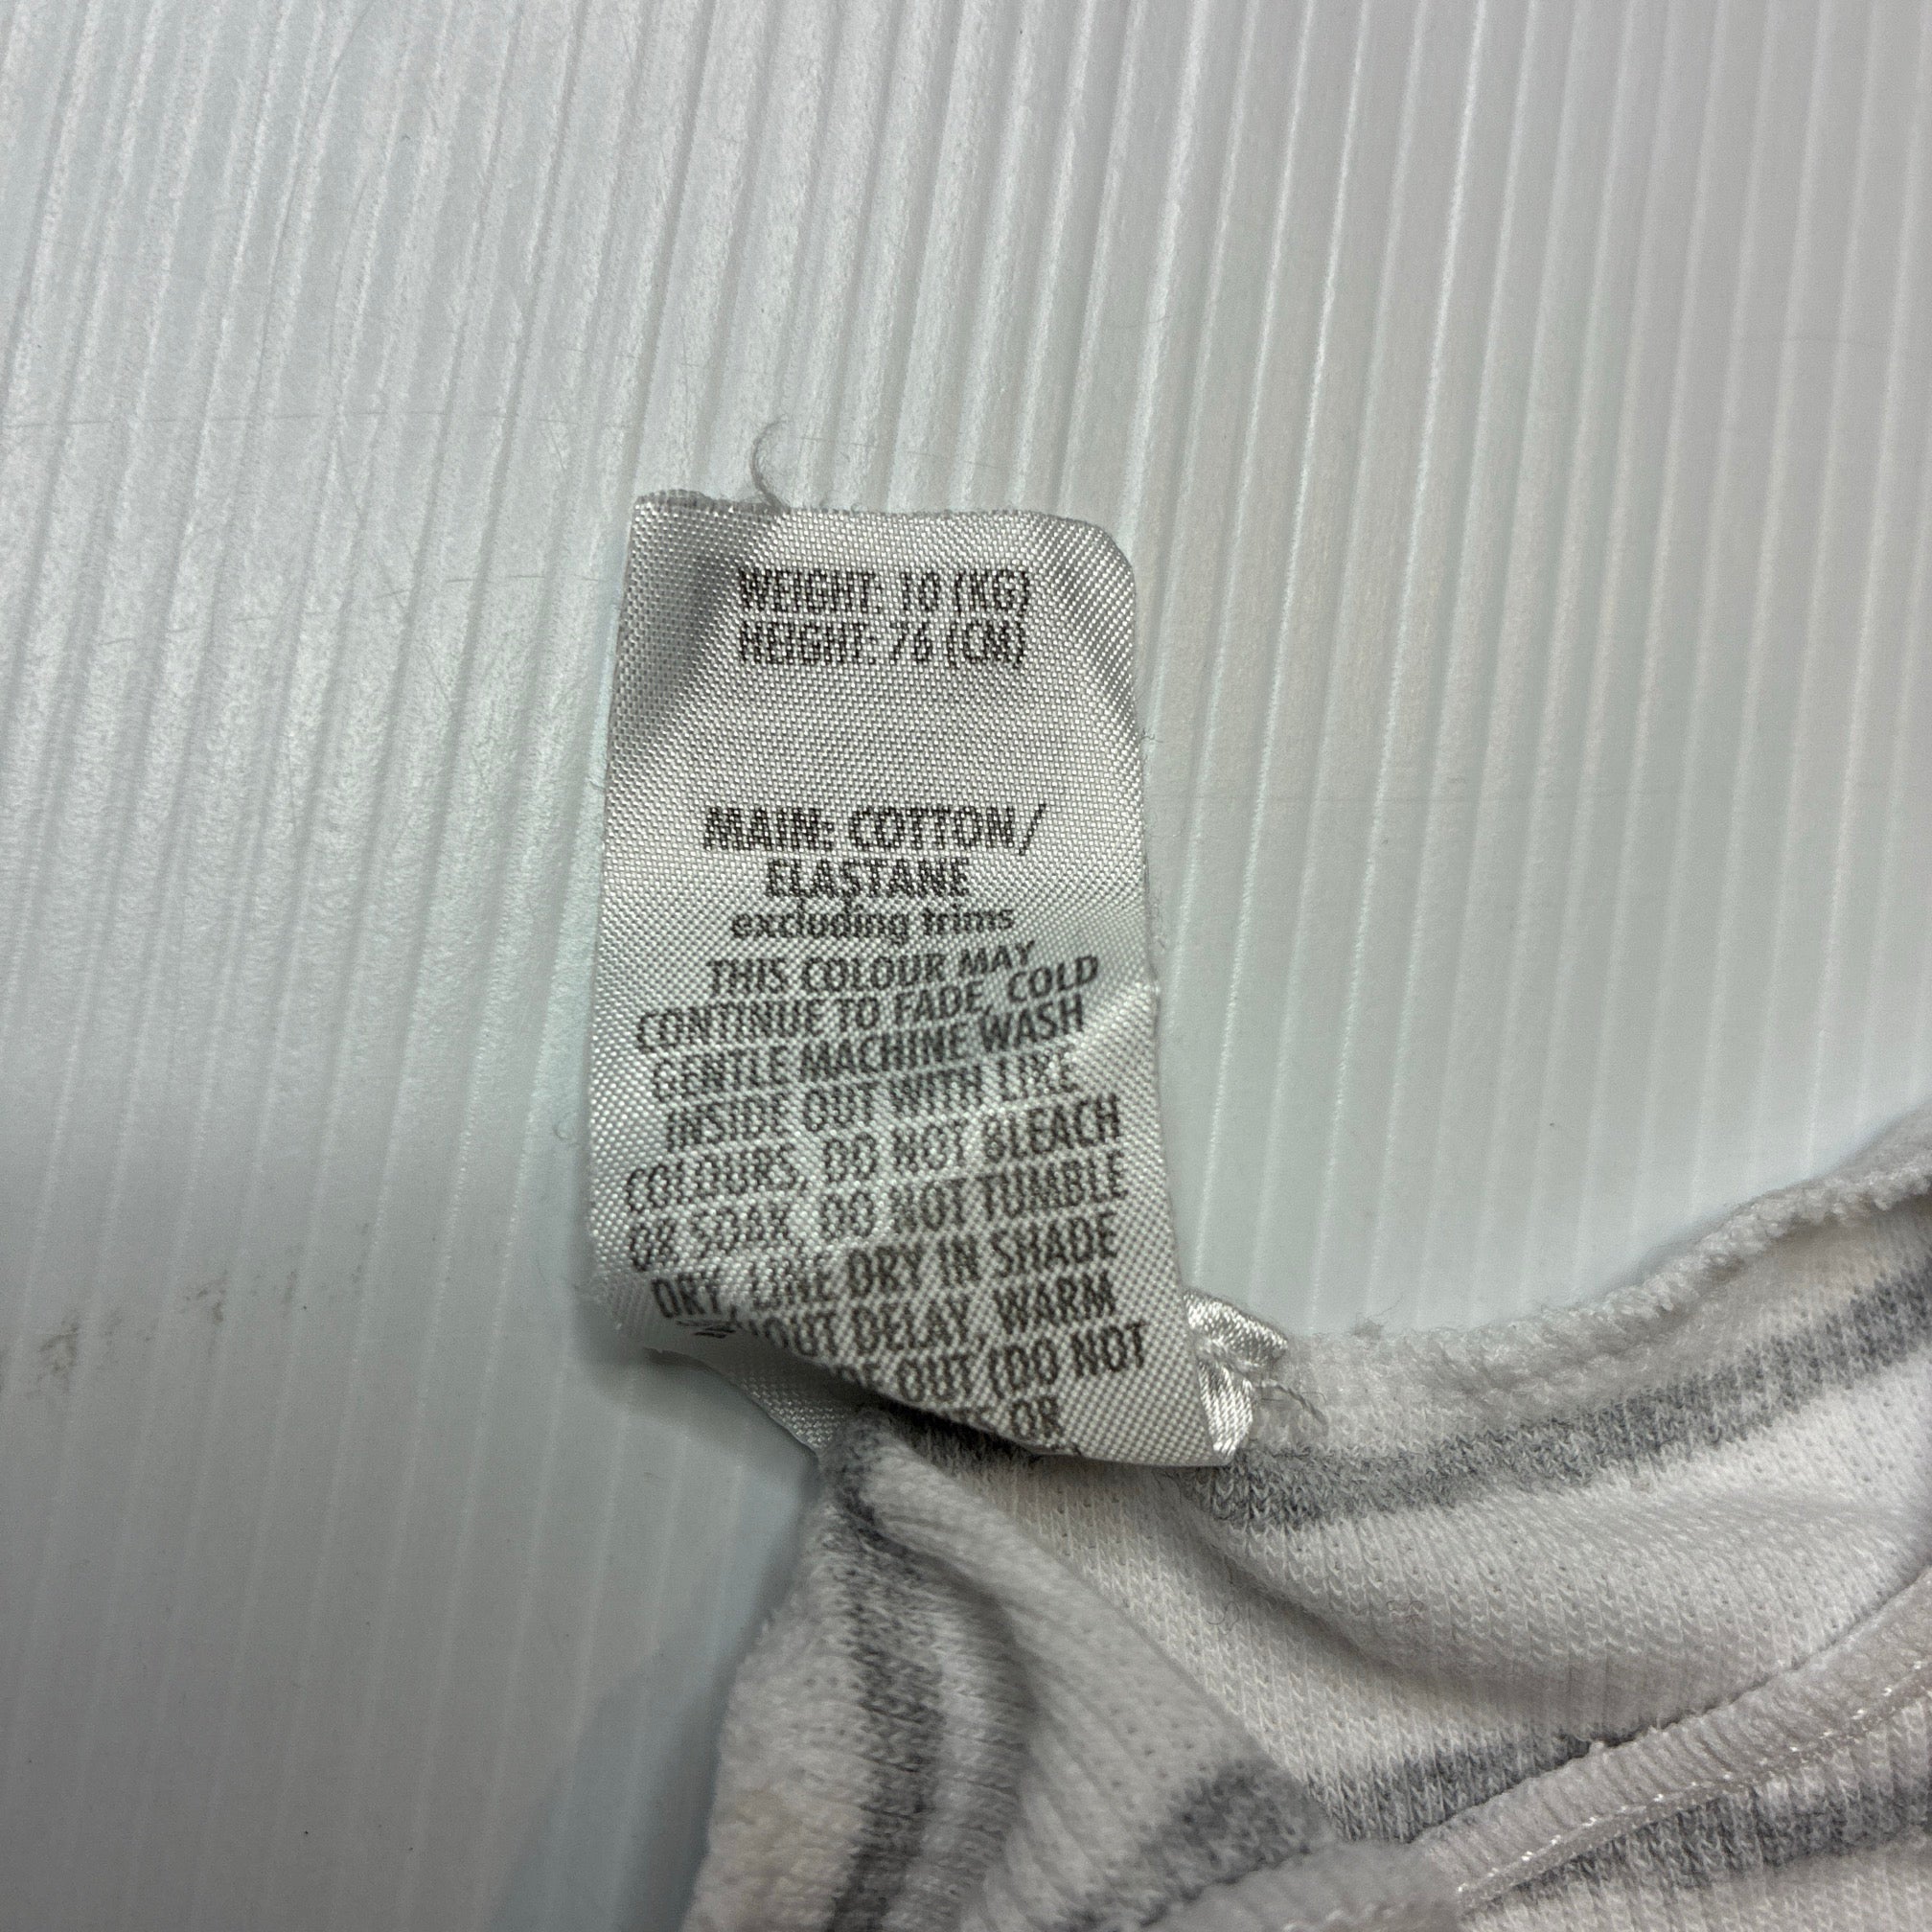 WEIGHT: 10 (KG)
HEIGHT: 76 (CM)
MAIN: COTTON/
ELASTANE
excluding trims
THIS COLOUR MAY
CONTINUE TO FADE, COLD
GENTLE MACHINE WASH
INSIDE OUT WITH LIKE
COLOURS, DO NOT BLEACH
OR SOAK, DO NOT TUMBLE
DRY, LINE DRY IN SHADE
OUT DELAY, WARM
OUT (DO NOT
OR